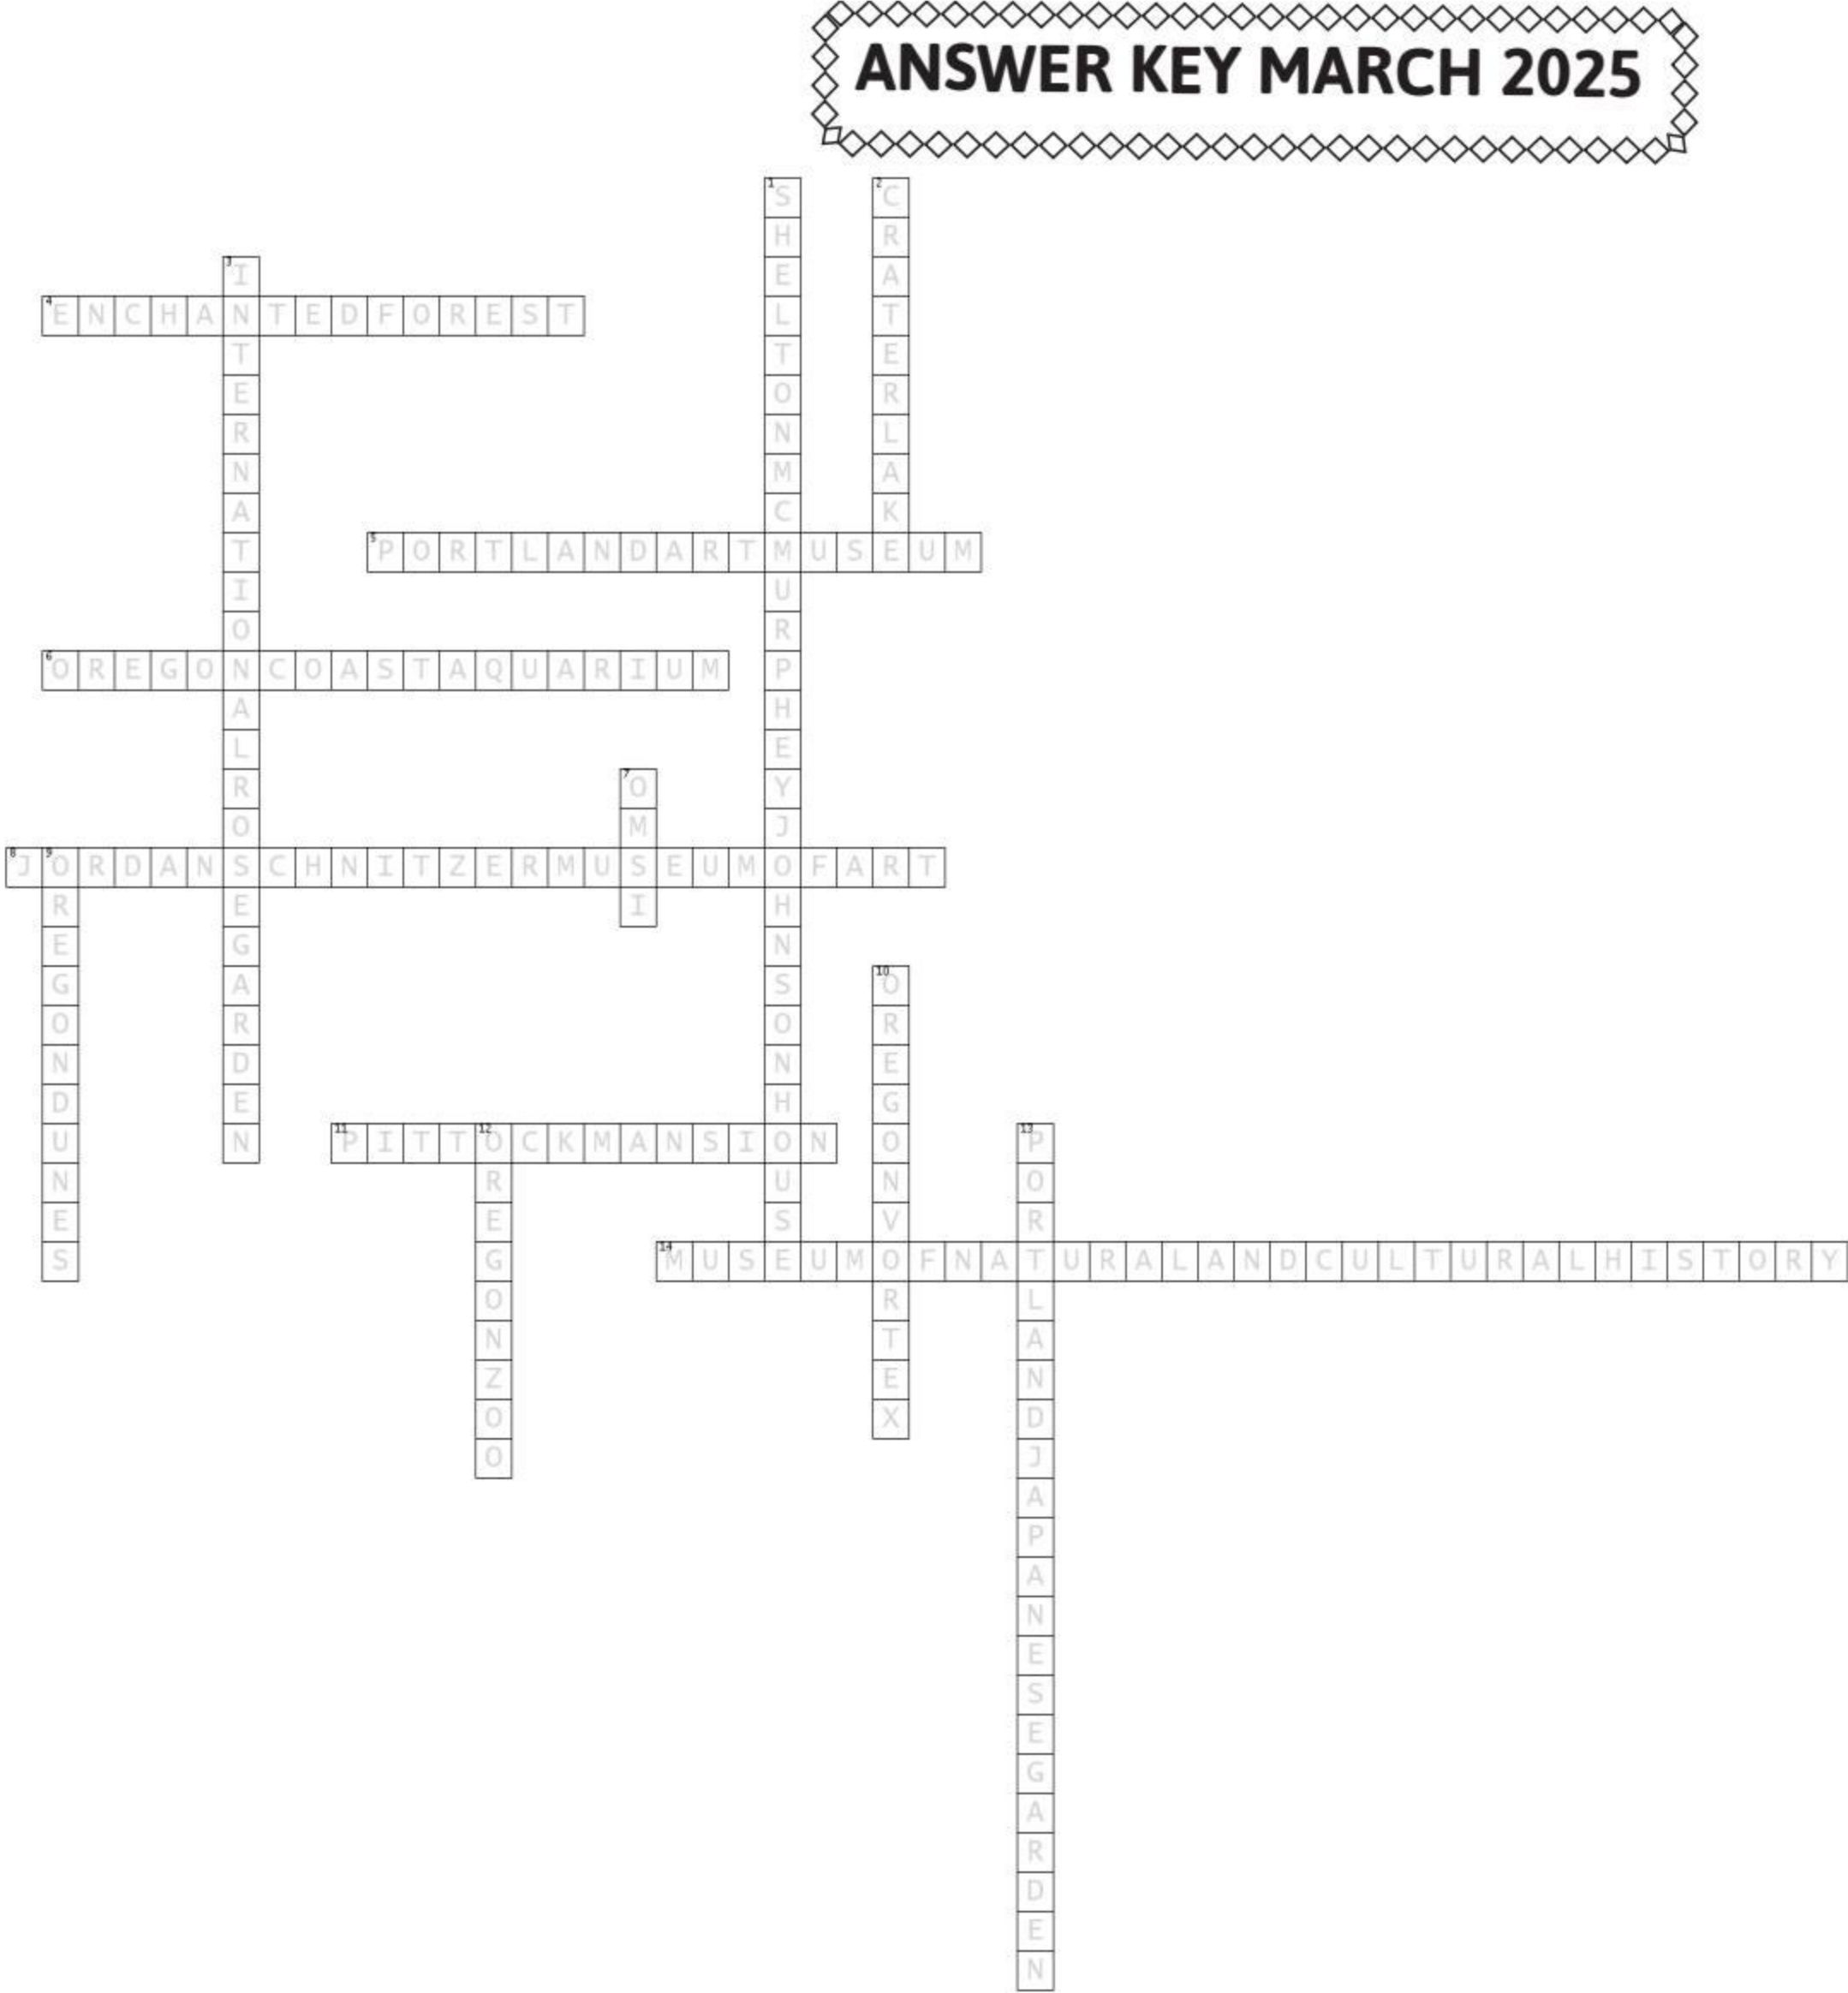 ANSWER KEY MARCH 2025
1 SHELTONMCMURPHEYJOHNSONHOUSE
2 CRATERLAKE
3 INTERNATIONALROSEGARDEN
4 ENCHANTEDFOREST
5 PORTLANDARTMUSEUM
6 OREGONCOASTAQUARIUM
7 OMSI
8 JORDANSCHNITZERMUSEUMOFART
9 OREGONDUNES
10 OREGONVORTEX
11 PITTOCKMANSION
12 OREGONZOO
13 PORTLANDJAPANESEGARDEN
14 MUSEUMOFNATURALANDCULTURALHISTORY